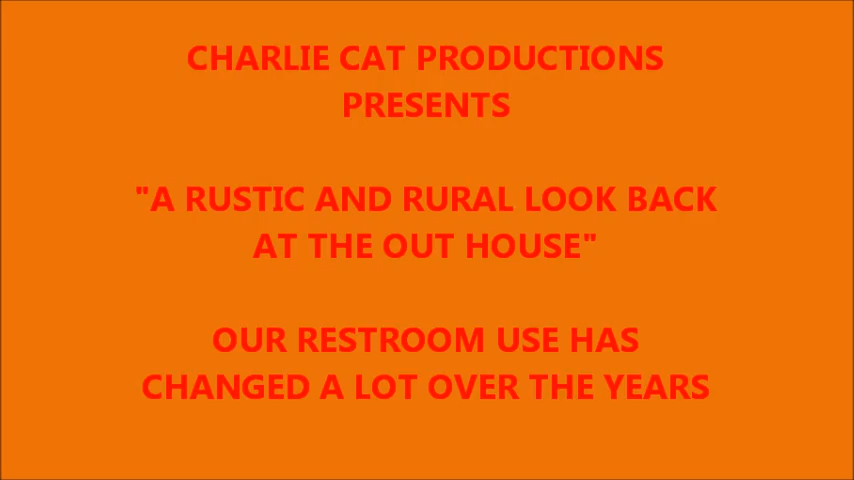 CHARLIE CAT PRODUCTIONS
PRESENTS
"A RUSTIC AND RURAL LOOK BACK
AT THE OUT HOUSE"
OUR RESTROOM USE HAS
CHANGED A LOT OVER THE YEARS